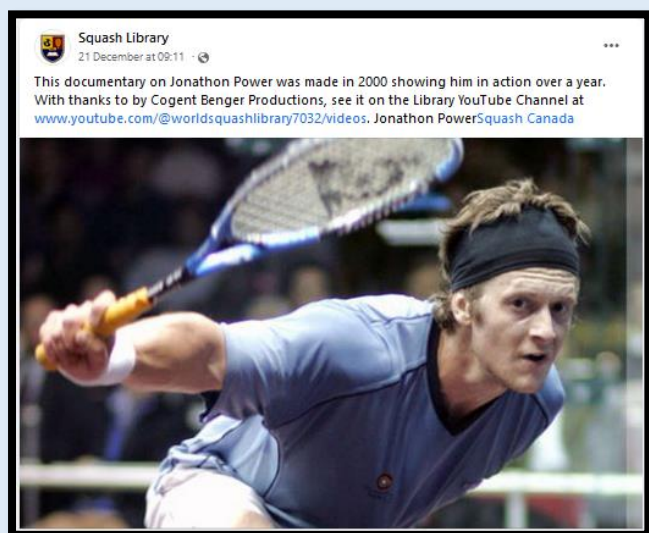 Squash Library
21 December at 09:11 ·
This documentary on Jonathon Power was made in 2000 showing him in action over a year.
With thanks to by Cogent Benger Productions, see it on the Library YouTube Channel at
www.youtube.com/@worldsquashlibrary7032/videos. Jonathon PowerSquash Canada